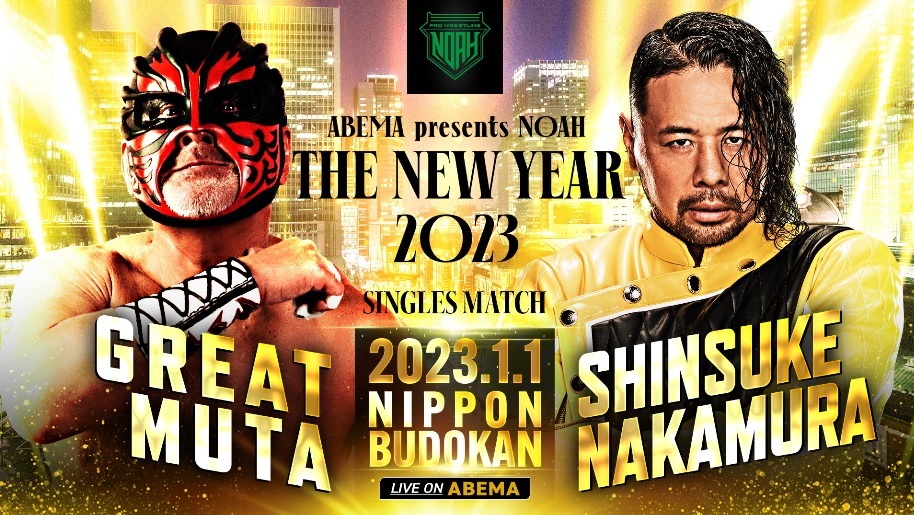 PRO WRESTLING
NOAH
ABEMA presents NOAH
THE NEW YEAR
2023
SINGLES MATCH
GREAT
MUTA
2023.1.1
NIPPON
BUDOKAN
LIVE ON ABEMA
SHINSUKE
NAKAMURA